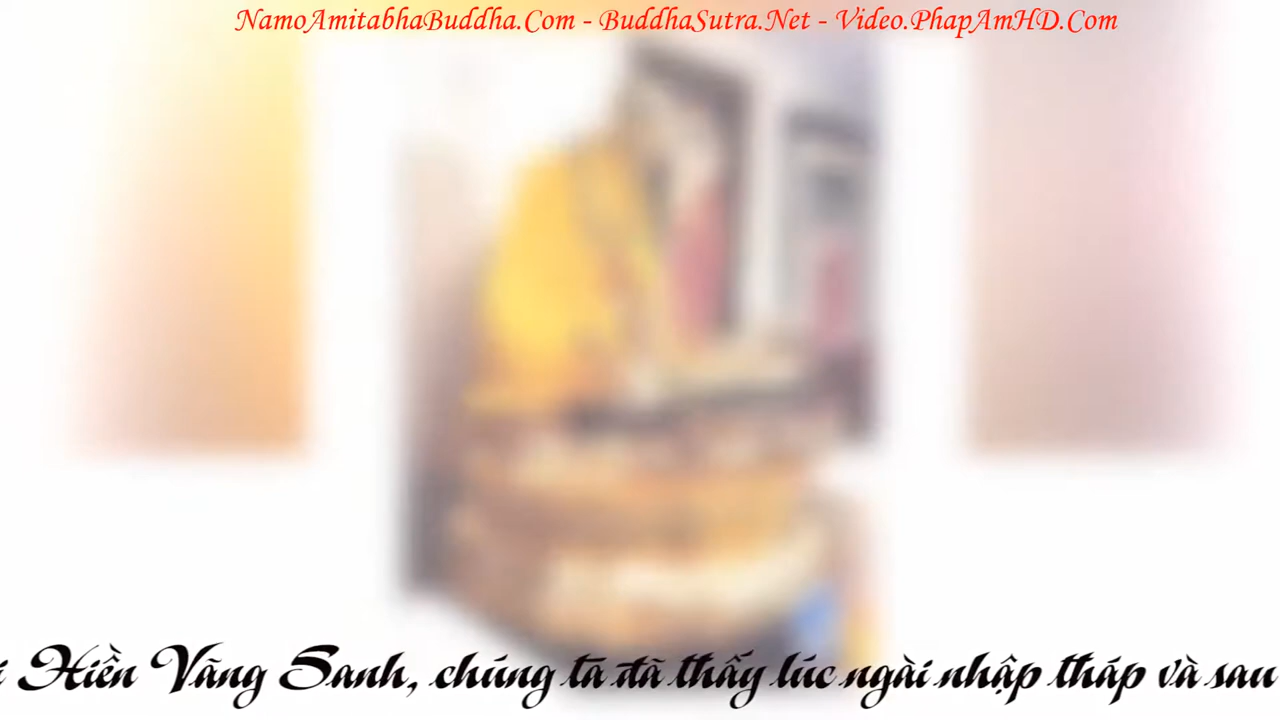 NamoAmitabhaBuddha.Com - BuddhaSutra.Net - Video.PhapAmHD.Com
Hiền Vãng Sanh, chúng ta đã thấy lúc ngài nhập tháp và sau